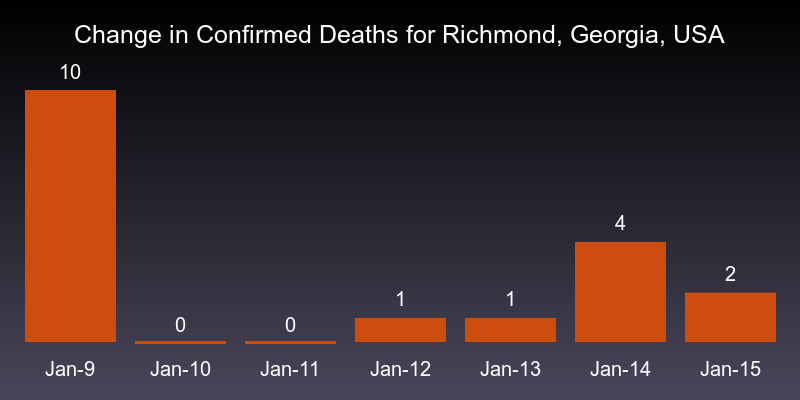 Change in Confirmed Deaths for Richmond, Georgia, USA
10
0
0
1
1
4
2
Jan-9
Jan-10
Jan-11
Jan-12
Jan-13
Jan-14
Jan-15